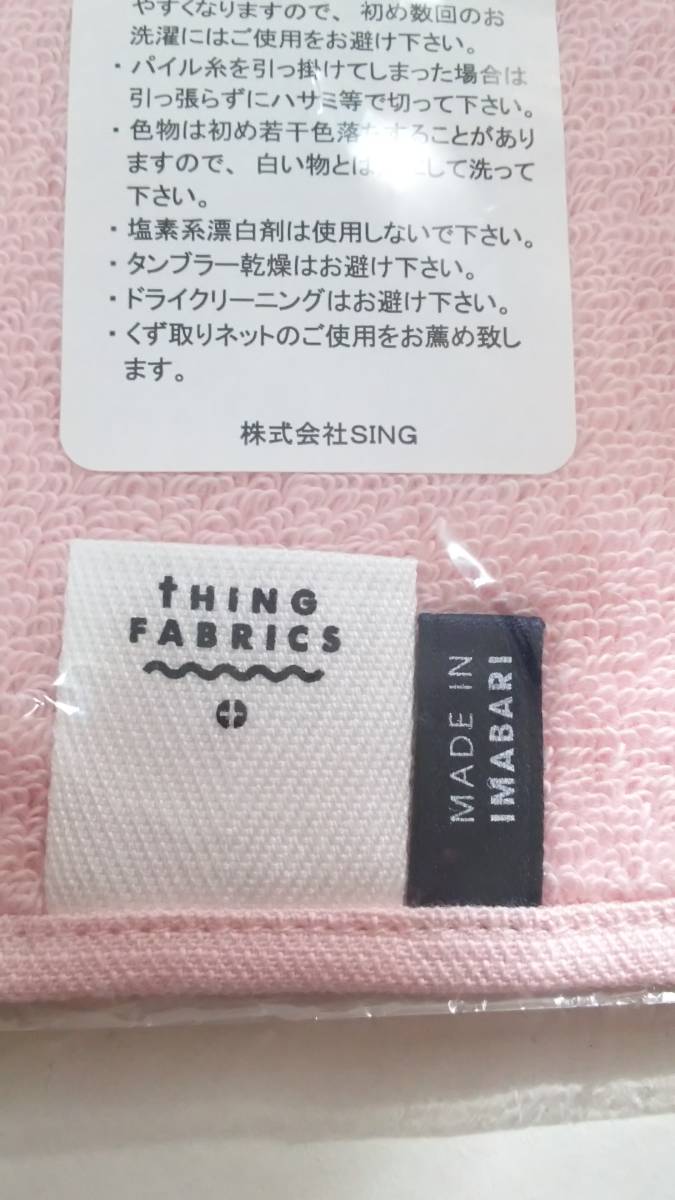 やすくなりますので、初め数回のお
洗濯にはご使用をお避け下さい。
・パイル糸を引っ掛けてしまった場合は
引っ張らずにハサミ等で切って下さい。
・色物は初め若干色落ちすることがあり
ますので、白い物とは して洗って
下さい。
・塩素系漂白剤は使用しないで下さい。
・タンブラー乾燥はお避け下さい。
・ドライクリーニングはお避け下さい。
・くず取りネットのご使用をお薦め致し
ます。
株式会社SING
tHING
FABRICS
MADE IN
IMABARI